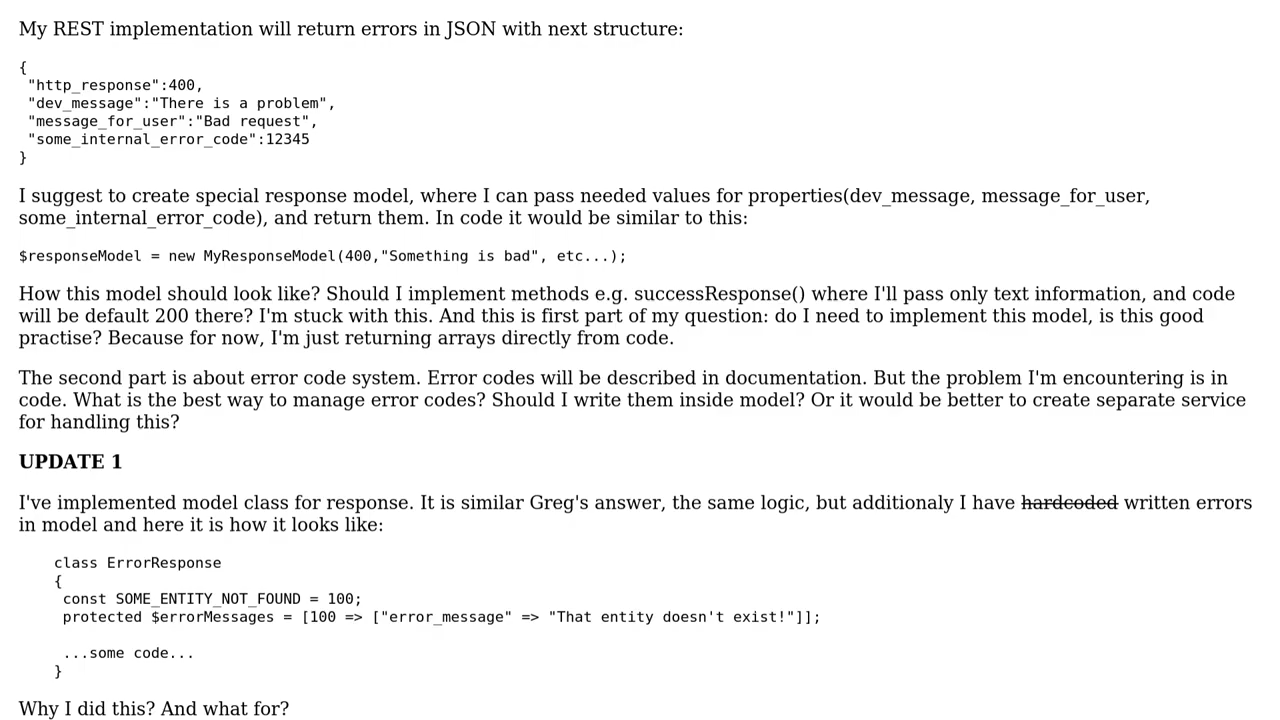 My REST implementation will return errors in JSON with next structure:
{
 "http_response":400,
 "dev_message":"There is a problem",
 "message_for_user":"Bad request",
 "some_internal_error_code":12345
}
I suggest to create special response model, where I can pass needed values for properties(dev_message, message_for_user,
some_internal_error_code), and return them. In code it would be similar to this:
$responseModel = new MyResponseModel(400,"Something is bad", etc...);
How this model should look like? Should I implement methods e.g. successResponse() where I'll pass only text information, and code
will be default 200 there? I'm stuck with this. And this is first part of my question: do I need to implement this model, is this good
practise? Because for now, I'm just returning arrays directly from code.
The second part is about error code system. Error codes will be described in documentation. But the problem I'm encountering is in
code. What is the best way to manage error codes? Should I write them inside model? Or it would be better to create separate service
for handling this?
UPDATE 1
I've implemented model class for response. It is similar Greg's answer, the same logic, but additionaly I have hardcoded written errors
in model and here it is how it looks like:
    class ErrorResponse
    {
     const SOME_ENTITY_NOT_FOUND = 100;
     protected $errorMessages = [100 => ["error_message" => "That entity doesn't exist!"]];
     ...some code...
    }
Why I did this? And what for?